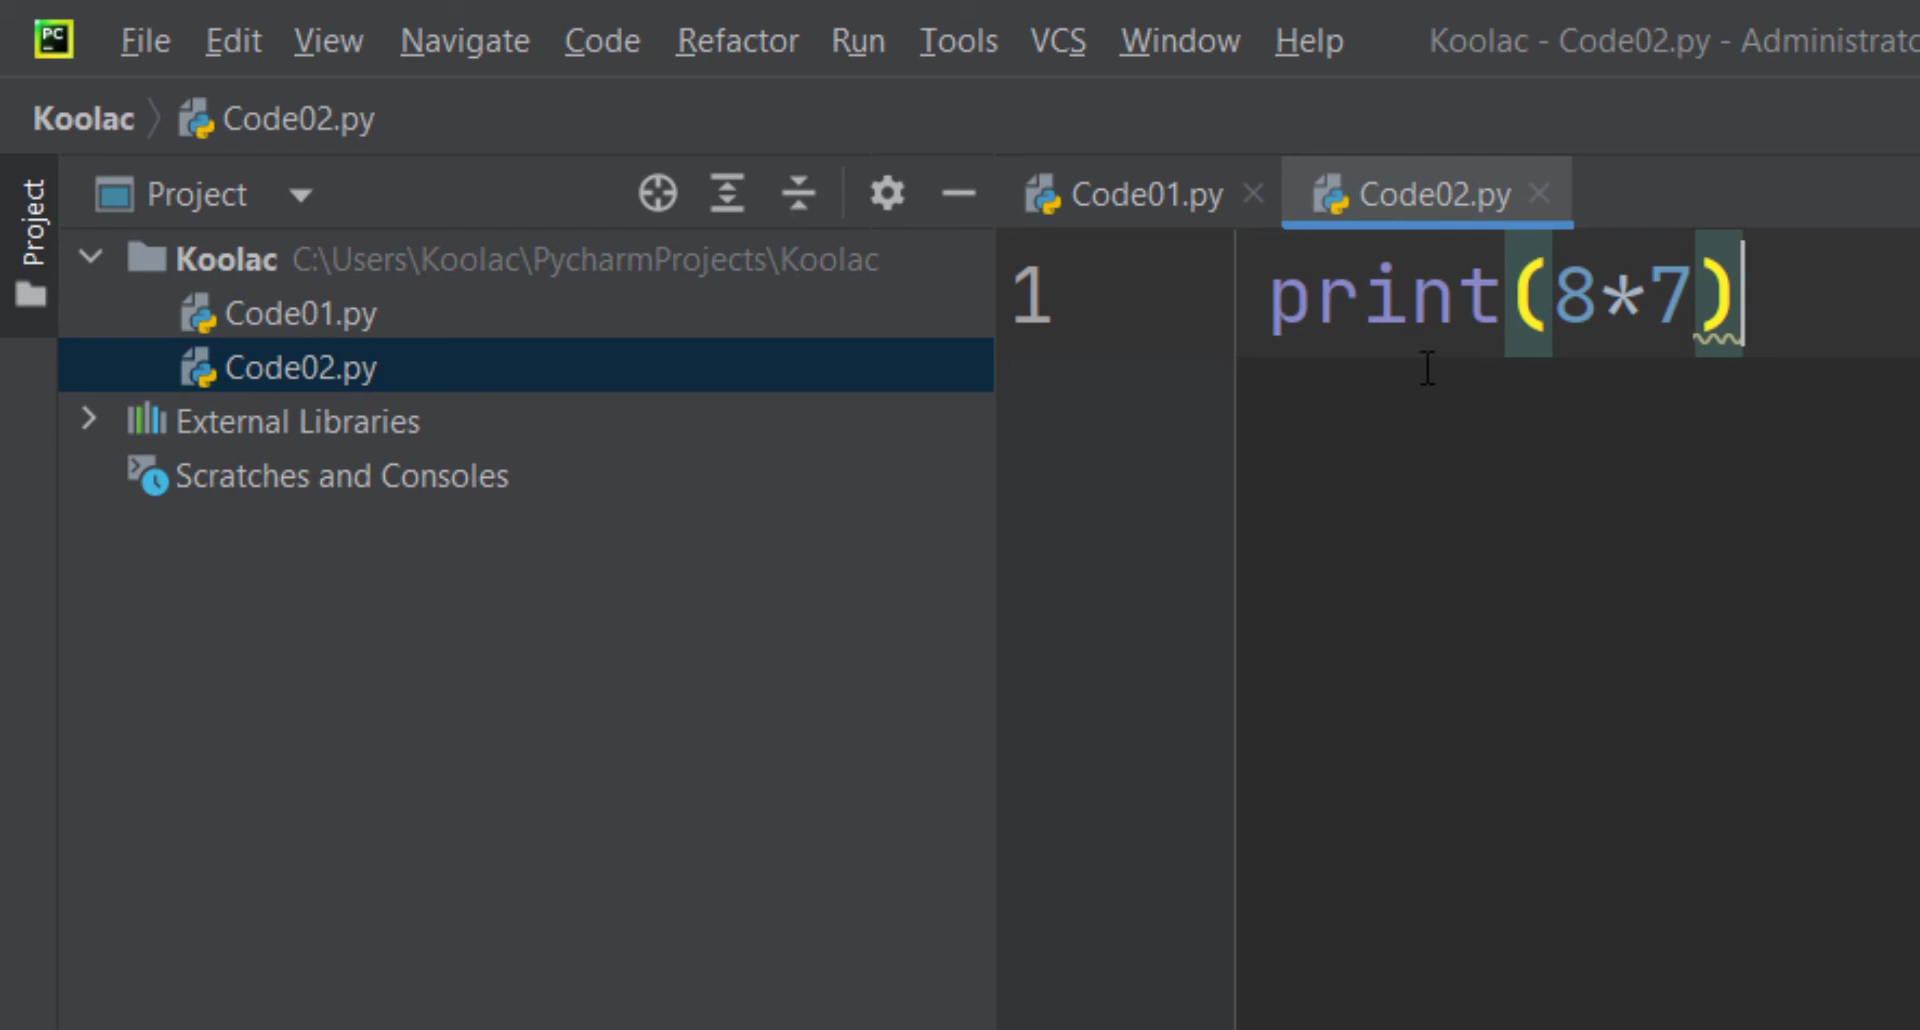 PC File Edit View Navigate Code Refactor Run Tools VCS Window Help Koolac - Code02.py - Administrato
Koolac Code02.py
Project
Project
Code01.py
Code02.py
Koolac C:\Users\Koolac\PycharmProjects\Koolac
Code01.py
Code02.py
External Libraries
Scratches and Consoles
1 print(8*7)